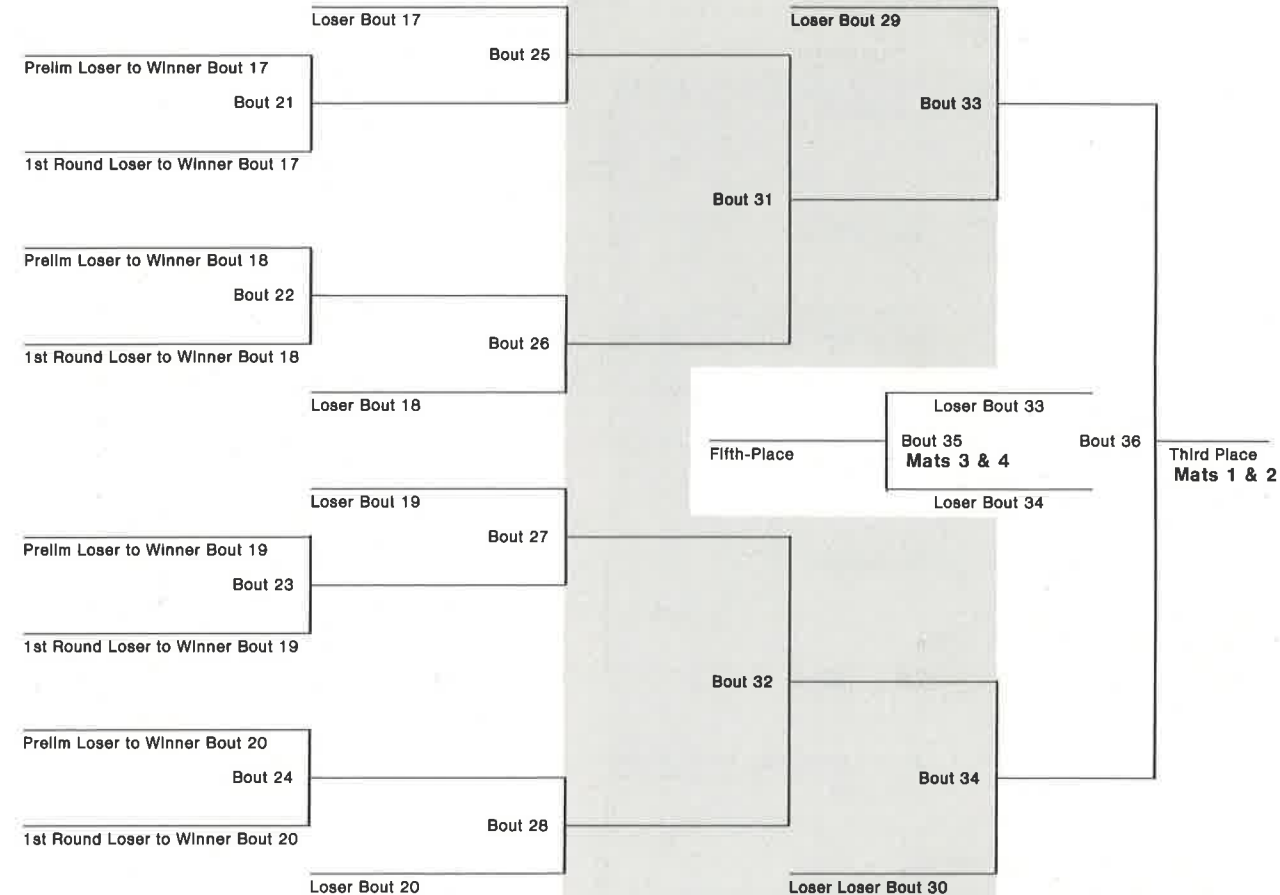 Loser Bout 17
Loser Bout 29
Bout 25
Prelim Loser to Winner Bout 17
Bout 21
Bout 33
1st Round Loser to Winner Bout 17
Bout 31
Prelim Loser to Winner Bout 18
Bout 22
Bout 26
1st Round Loser to Winner Bout 18
Loser Bout 18
Loser Bout 33
Fifth-Place
Bout 35
Mats 3 & 4
Bout 36
Third Place
Mats 1 & 2
Loser Bout 34
Loser Bout 19
Bout 27
Prelim Loser to Winner Bout 19
Bout 23
1st Round Loser to Winner Bout 19
Bout 32
Prelim Loser to Winner Bout 20
Bout 24
Bout 34
Bout 28
1st Round Loser to Winner Bout 20
Loser Bout 20
Loser Loser Bout 30